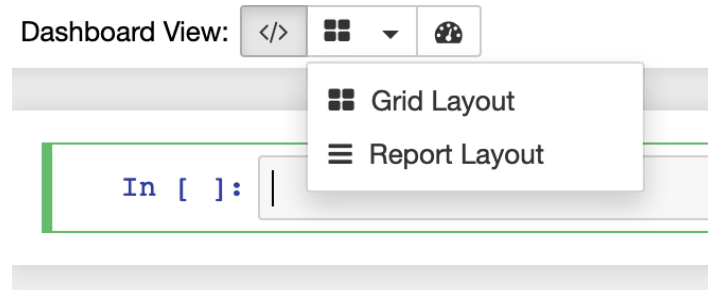 Dashboard View: </>
Grid Layout
Report Layout
In [ ]: